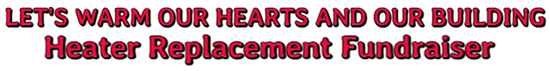 LET'S WARM OUR HEARTS AND OUR BUILDING
Heater Replacement Fundraiser